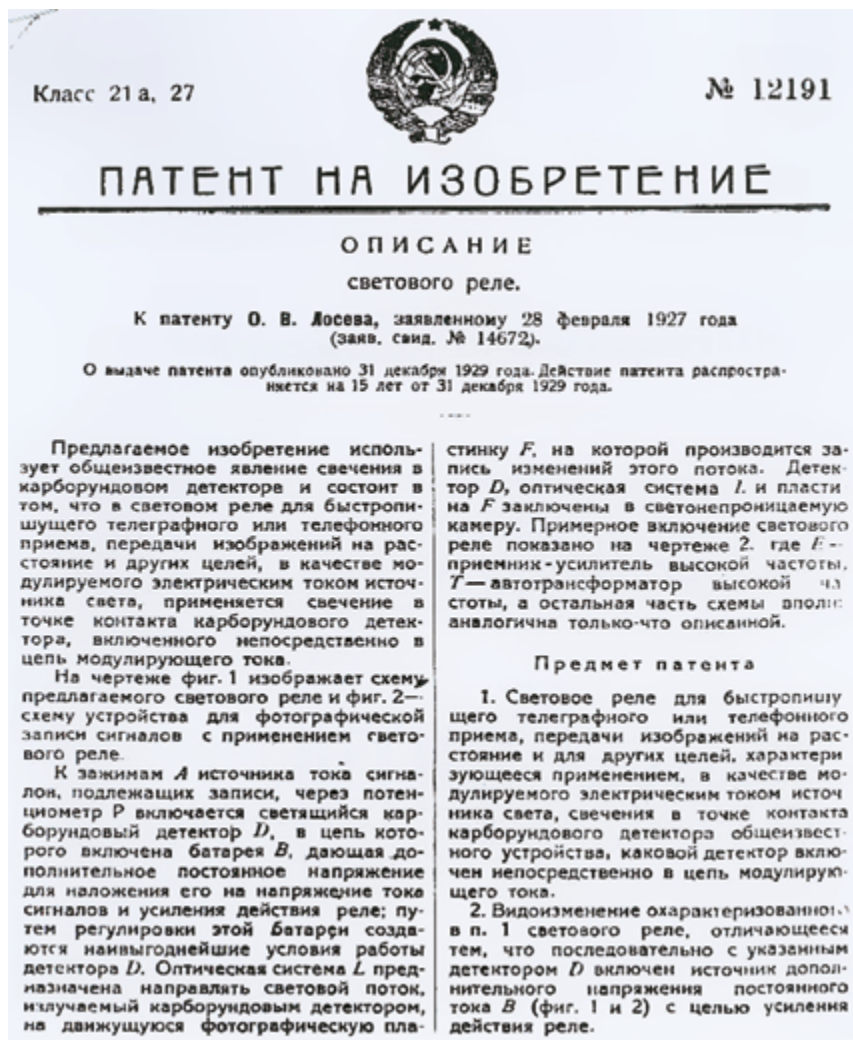 Класс 21 а, 27
№ 12191
ПАТЕНТ НА ИЗОБРЕТЕНИЕ
ОПИСАНИЕ
светового реле.
К патенту О. В. Лосева, заявленному 28 февраля 1927 года
(заяв. свид. № 14672).
О выдаче патента опубликовано 31 декабря 1929 года. Действие патента распростра-
няется на 15 лет от 31 декабря 1929 года.
Предлагаемое изобретение исполь-
зует общеизвестное явление свечения в
карборундовом детекторе и состоит в
том, что в световом реле для быстропи-
шущего телеграфного или телефонного
приема, передачи изображений на рас-
стояние и других целей, в качестве мо-
дулируемого электрическим током источ-
ника света, применяется свечение в
точке контакта карборундового детек-
тора, включенного непосредственно в
цепь модулирующего тока.
На чертеже фиг. 1 изображает схему
предлагаемого светового реле и фиг. 2—
схему устройства для фотографической
записи сигналов с применением свето-
вого реле.
К зажимам A источника тока сигна-
лов, подлежащих записи, через потен-
циометр P включается светящийся кар-
борундовый детектор D, в цепь кото-
рого включена батарея B, дающая до-
полнительное постоянное напряжение
для наложения его на напряжение тока
сигналов и усиления действия реле; пу-
тем регулировки этой батареи созда-
ются наивыгоднейшие условия работы
детектора D. Оптическая система L пред-
назначена направлять световой поток,
излучаемый карборундовым детектором,
на движущуюся фотографическую пла-
стинку F, на которой производится за-
пись изменений этого потока. Детек-
тор D, оптическая система L и пласти
на F заключены в светонепроницаемую
камеру. Примерное включение светового
реле показано на чертеже 2, где E—
приемник-усилитель высокой частоты,
T—автотрансформатор высокой ча
стоты, а остальная часть схемы вполне
аналогична только-что описанной.
Предмет патента
1. Световое реле для быстропишу
щего телеграфного или телефонного
приема, передачи изображений на рас-
стояние и для других целей, характери
зующееся применением, в качестве мо-
дулируемого электрическим током источ
ника света, свечения в точке контакта
карборундового детектора общеизвест-
ного устройства, каковой детектор вклю-
чен непосредственно в цепь модулирую-
щего тока.
2. Видоизменение охарактеризованного
в п. 1 светового реле, отличающееся
тем, что последовательно с указанным
детектором D включен источник допол-
нительного напряжения постоянного
тока B (фиг. 1 и 2) с целью усиления
действия реле.